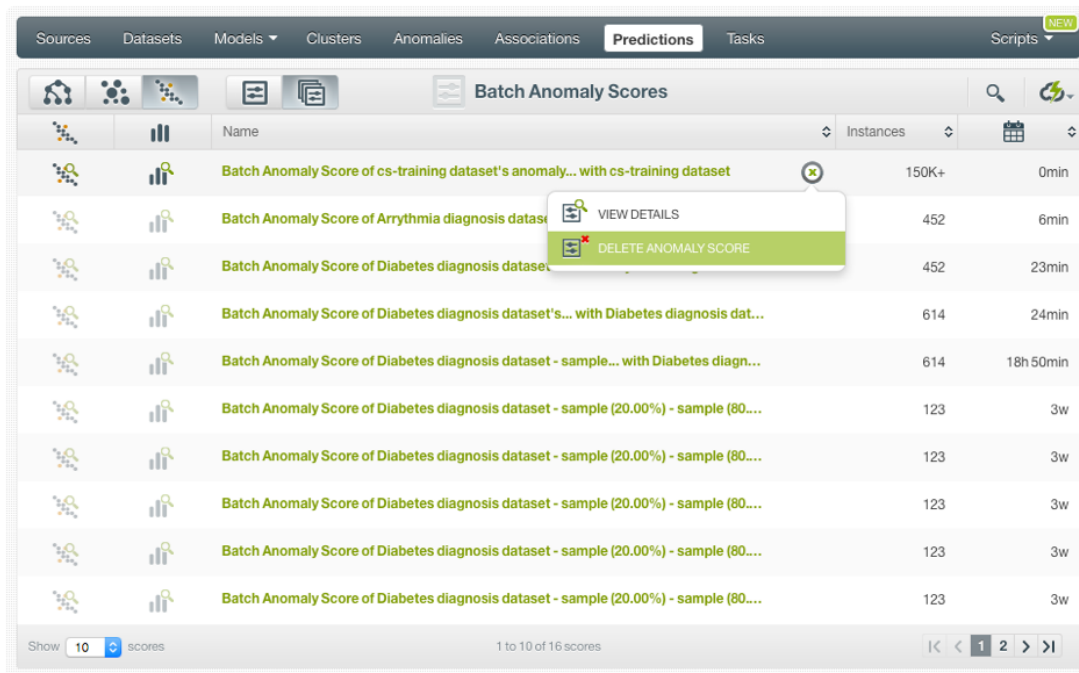 NEW
Sources Datasets Models Clusters Anomalies Associations Predictions Tasks Scripts
Batch Anomaly Scores
Name Instances
Batch Anomaly Score of cs-training dataset's anomaly... with cs-training dataset 150K+ 0min
VIEW DETAILS
Batch Anomaly Score of Arrythmia diagnosis datase 452 6min
DELETE ANOMALY SCORE
Batch Anomaly Score of Diabetes diagnosis dataset 452 23min
Batch Anomaly Score of Diabetes diagnosis dataset's... with Diabetes diagnosis dat... 614 24min
Batch Anomaly Score of Diabetes diagnosis dataset - sample... with Diabetes diagn... 614 18h 50min
Batch Anomaly Score of Diabetes diagnosis dataset - sample (20.00%) - sample (80.... 123 3w
Batch Anomaly Score of Diabetes diagnosis dataset - sample (20.00%) - sample (80.... 123 3w
Batch Anomaly Score of Diabetes diagnosis dataset - sample (20.00%) - sample (80.... 123 3w
Batch Anomaly Score of Diabetes diagnosis dataset - sample (20.00%) - sample (80.... 123 3w
Batch Anomaly Score of Diabetes diagnosis dataset - sample (20.00%) - sample (80.... 123 3w
Show 10 scores 1 to 10 of 16 scores 1 2